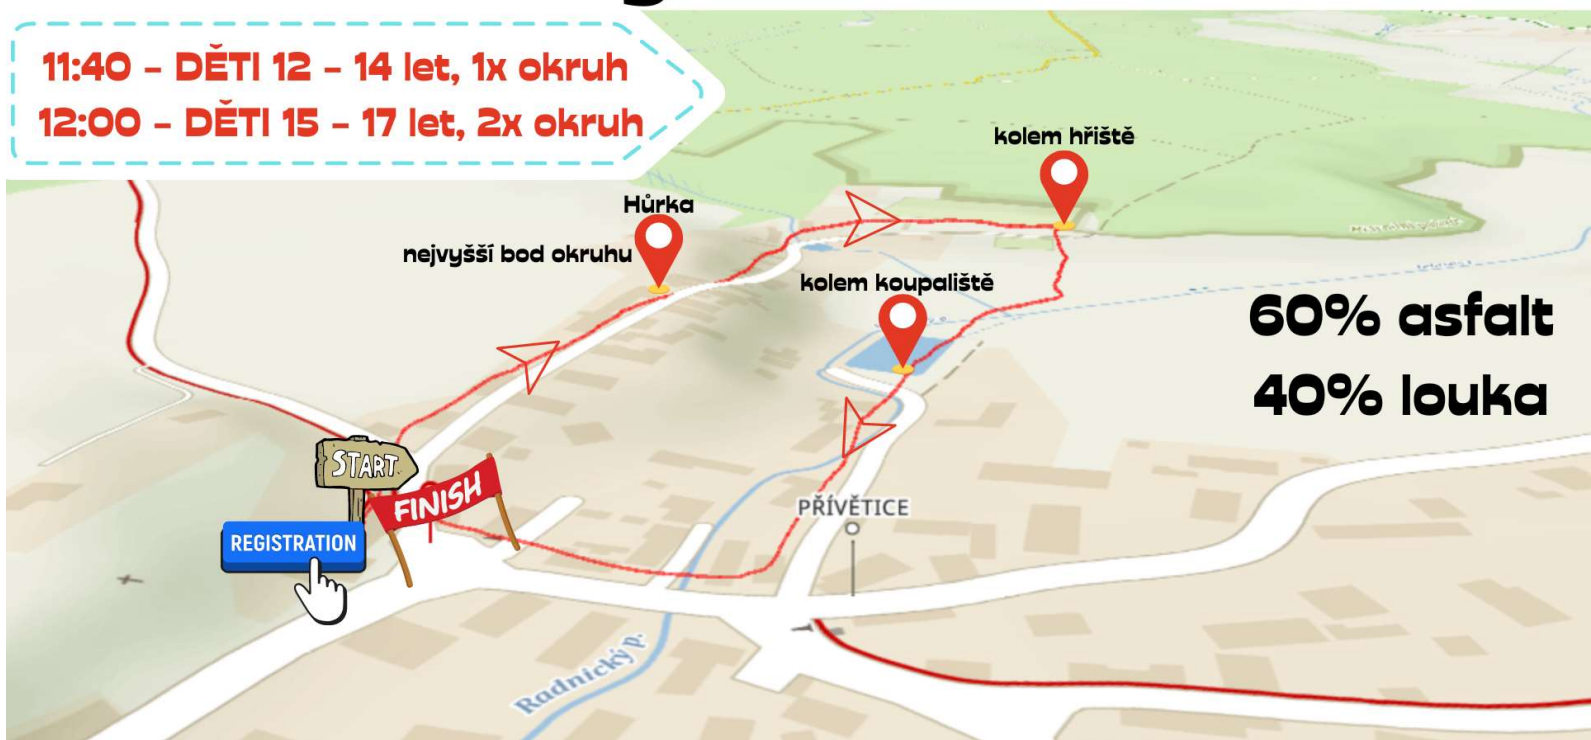 11:40 - DĚTI 12 - 14 let, 1x okruh
12:00 - DĚTI 15 - 17 let, 2x okruh
kolem hřiště
Hůrka
nejvyšší bod okruhu
kolem koupaliště
60% asfalt
40% louka
START
FINISH
REGISTRATION
PŘÍVĚTICE
Radnický p.